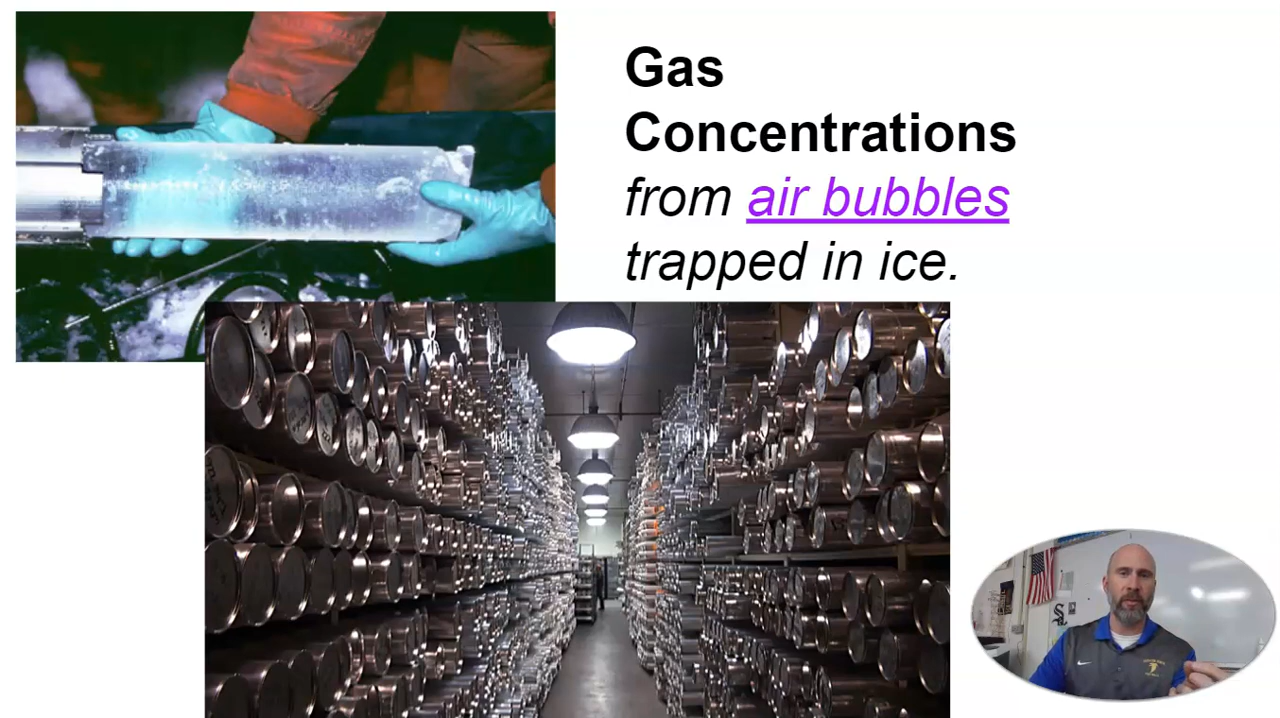 Gas
Concentrations
from air bubbles
trapped in ice.